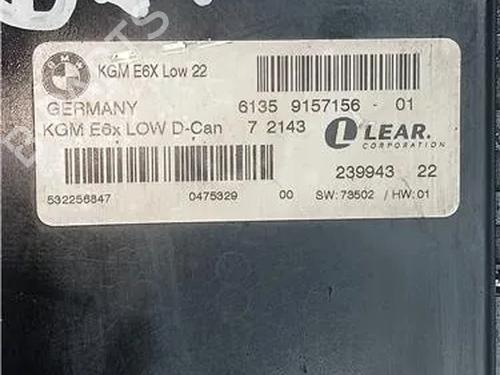 BMW
KGM E6X Low 22
GERMANY 6135 9157156 - 01
KGM E6x LOW D-Can 7 2143 LEAR.
CORPORATION
239943 22
532256847 0475329 00 SW: 73502 / HW: 01